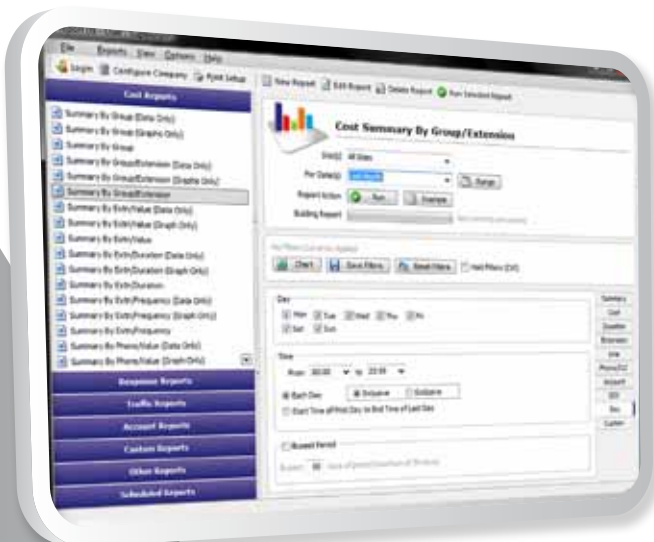 File Reports View Options Help
Login Configure Company Print Setup
Cost Reports
Summary By Group (Data Only)
Summary By Group (Graphs Only)
Summary By Group
Summary By Group/Extension (Data Only)
Summary By Group/Extension (Graphs Only)
Summary By Group/Extension
Summary By Extn/Value (Data Only)
Summary By Extn/Value (Graph Only)
Summary By Extn/Value
Summary By Extn/Duration (Data Only)
Summary By Extn/Duration (Graph Only)
Summary By Extn/Duration
Summary By Extn/Frequency (Data Only)
Summary By Extn/Frequency (Graph Only)
Summary By Extn/Frequency
Summary By Phone/Value (Data Only)
Summary By Phone/Value (Graph Only)
Response Reports
Traffic Reports
Account Reports
Custom Reports
Other Reports
Scheduled Reports
New Report Edit Report Delete Report Run Selected Report
Cost Summary By Group/Extension
Site(s) All Sites
For Date(s) Last Month Range
Report Action Run Example
Building Report
Chart Save Filters Reset Filters
Day
Mon Tue Wed Thu Fri
Sat Sun
Time
From 00:00 to 23:59
Each Day Inclusive Exclusive
Start Time of First Day to End Time of Last Day
Busiest Period
Summary
Cost
Duration
Extension
Line
Phone/CLI
Account
DDI
Day
Custom